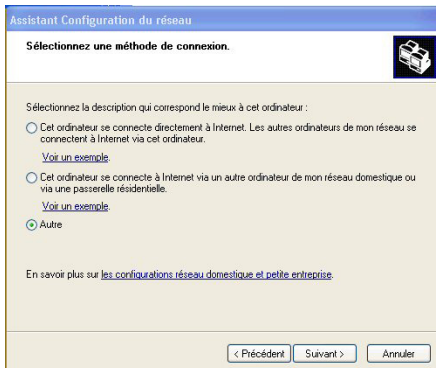 Assistant Configuration du réseau
Sélectionnez une méthode de connexion.
Sélectionnez la description qui correspond le mieux à cet ordinateur :
Cet ordinateur se connecte directement à Internet. Les autres ordinateurs de mon réseau se
connectent à Internet via cet ordinateur.
Voir un exemple.
Cet ordinateur se connecte à Internet via un autre ordinateur de mon réseau domestique ou
via une passerelle résidentielle.
Voir un exemple.
Autre
En savoir plus sur les configurations réseau domestique et petite entreprise.
< Précédent Suivant > Annuler